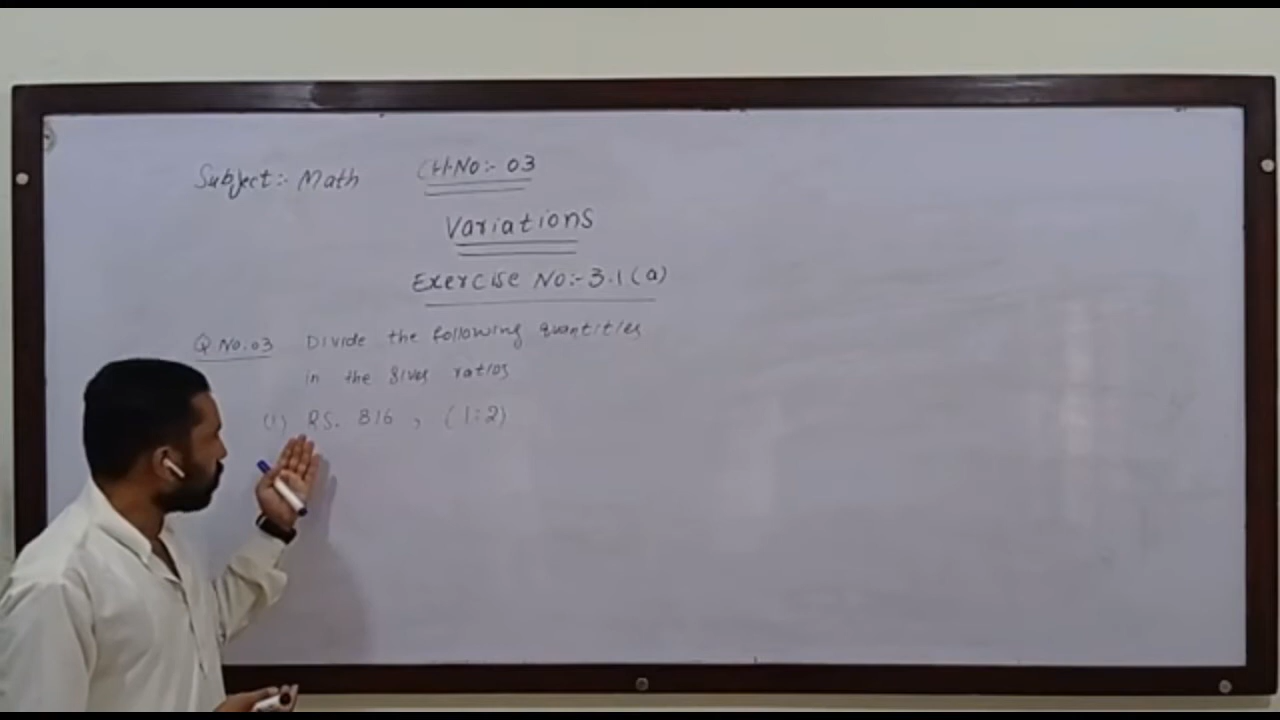 Subject:- Math CH.NO:- 03
Variations
Exercise NO:- 3.1(a)
Q NO.03 Divide the following quantities
in the given ratios
(i) RS. 816 , (1:2)